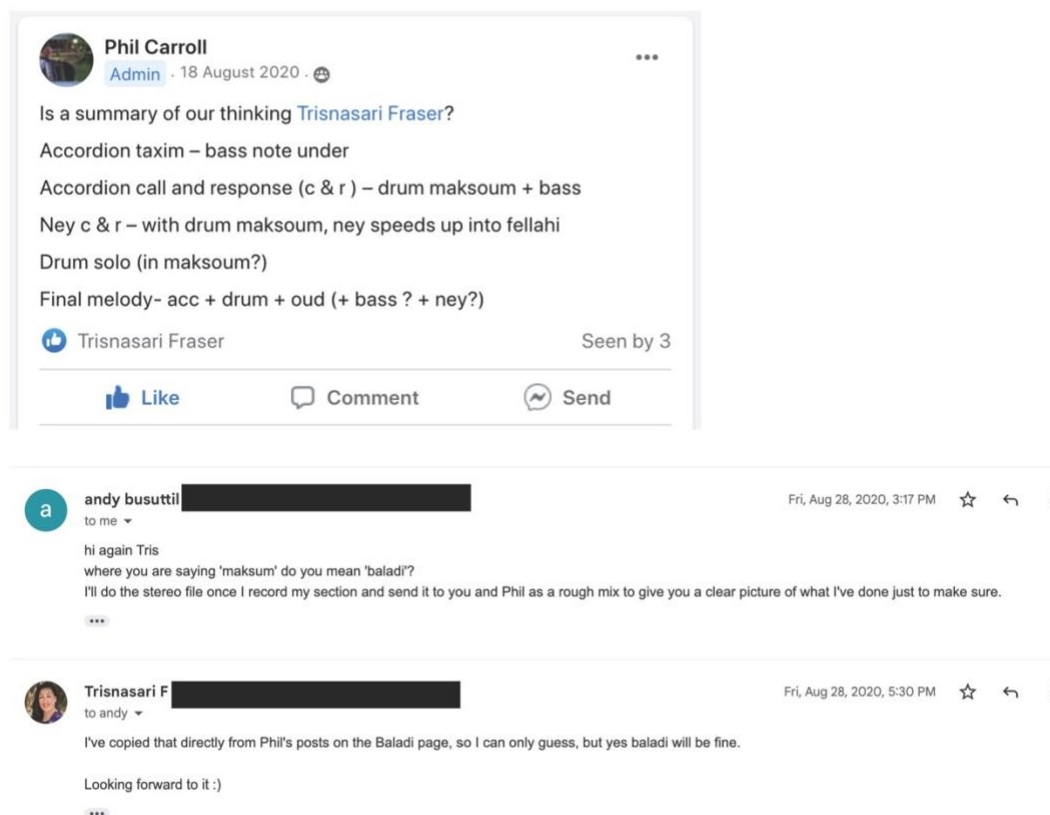 Phil Carroll
Admin · 18 August 2020 ·
Is a summary of our thinking Trisnasari Fraser?
Accordion taxim – bass note under
Accordion call and response (c & r ) – drum maksoum + bass
Ney c & r – with drum maksoum, ney speeds up into fellahi
Drum solo (in maksoum?)
Final melody- acc + drum + oud (+ bass ? + ney?)
Trisnasari Fraser Seen by 3
Like Comment Send
a
andy busuttil Fri, Aug 28, 2020, 3:17 PM
to me
hi again Tris
where you are saying 'maksum' do you mean 'baladi'?
I'll do the stereo file once I record my section and send it to you and Phil as a rough mix to give you a clear picture of what I've done just to make sure.
Trisnasari F Fri, Aug 28, 2020, 5:30 PM
to andy
I've copied that directly from Phil's posts on the Baladi page, so I can only guess, but yes baladi will be fine.
Looking forward to it :)